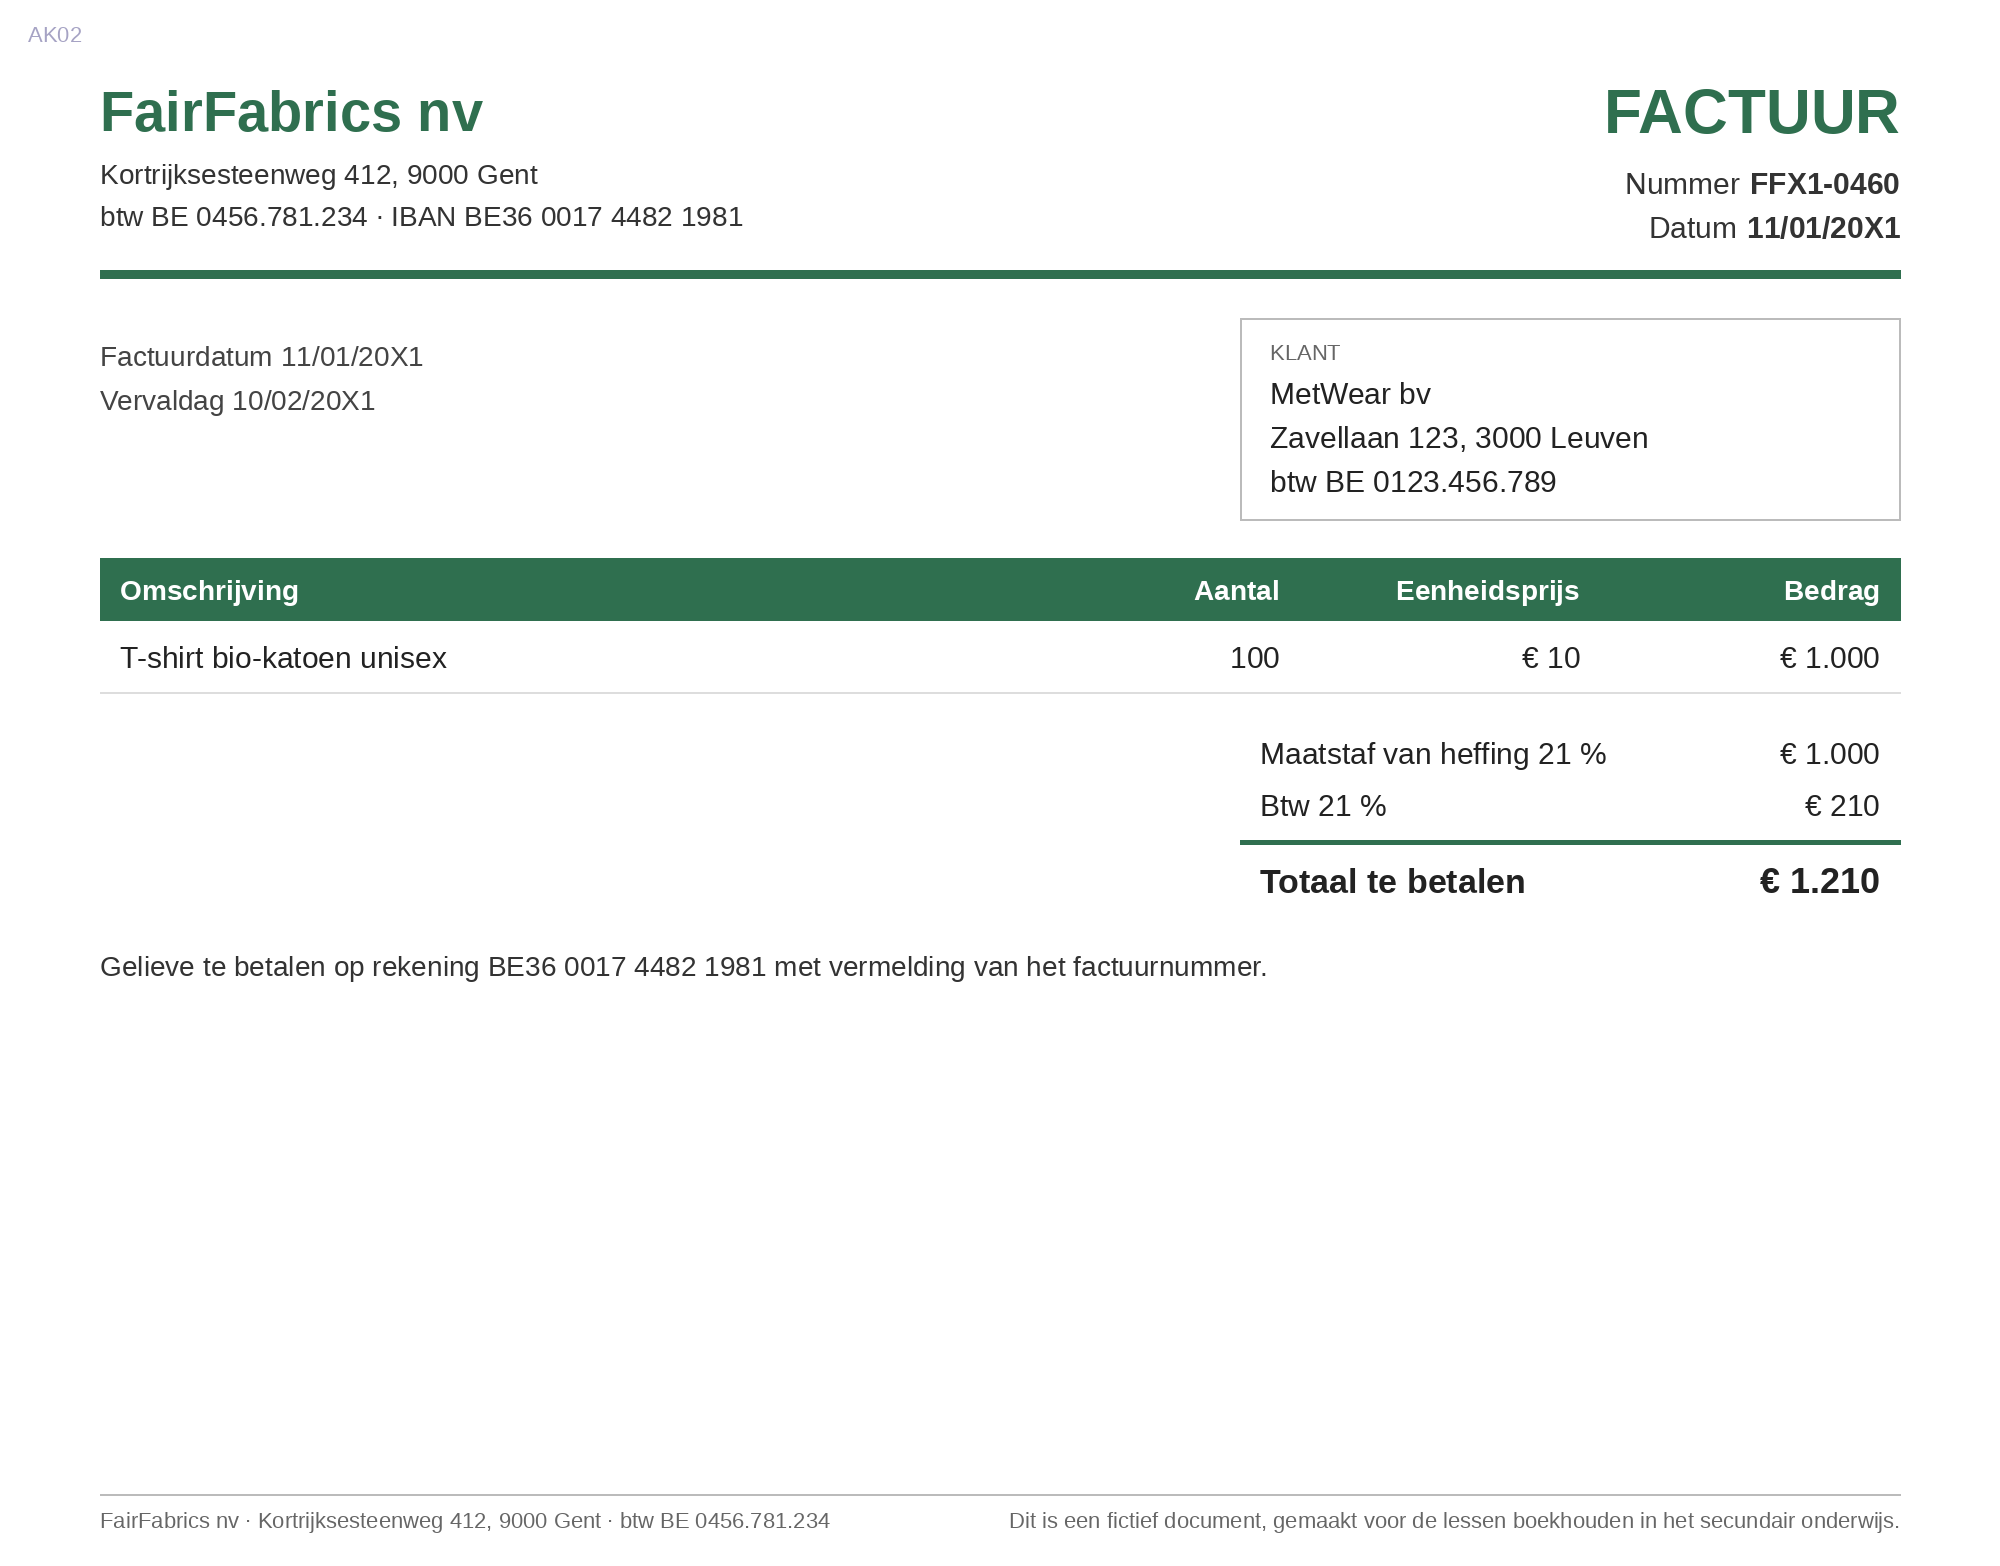 AK02
FairFabrics nv
Kortrijksesteenweg 412, 9000 Gent
btw BE 0456.781.234 · IBAN BE36 0017 4482 1981
FACTUUR
Nummer FFX1-0460
Datum 11/01/20X1
Factuurdatum 11/01/20X1
Vervaldag 10/02/20X1
KLANT
MetWear bv
Zavellaan 123, 3000 Leuven
btw BE 0123.456.789
Omschrijving Aantal Eenheidsprijs Bedrag
T-shirt bio-katoen unisex 100 € 10 € 1.000
Maatstaf van heffing 21 % € 1.000
Btw 21 % € 210
Totaal te betalen € 1.210
Gelieve te betalen op rekening BE36 0017 4482 1981 met vermelding van het factuurnummer.
FairFabrics nv · Kortrijksesteenweg 412, 9000 Gent · btw BE 0456.781.234 Dit is een fictief document, gemaakt voor de lessen boekhouden in het secundair onderwijs.